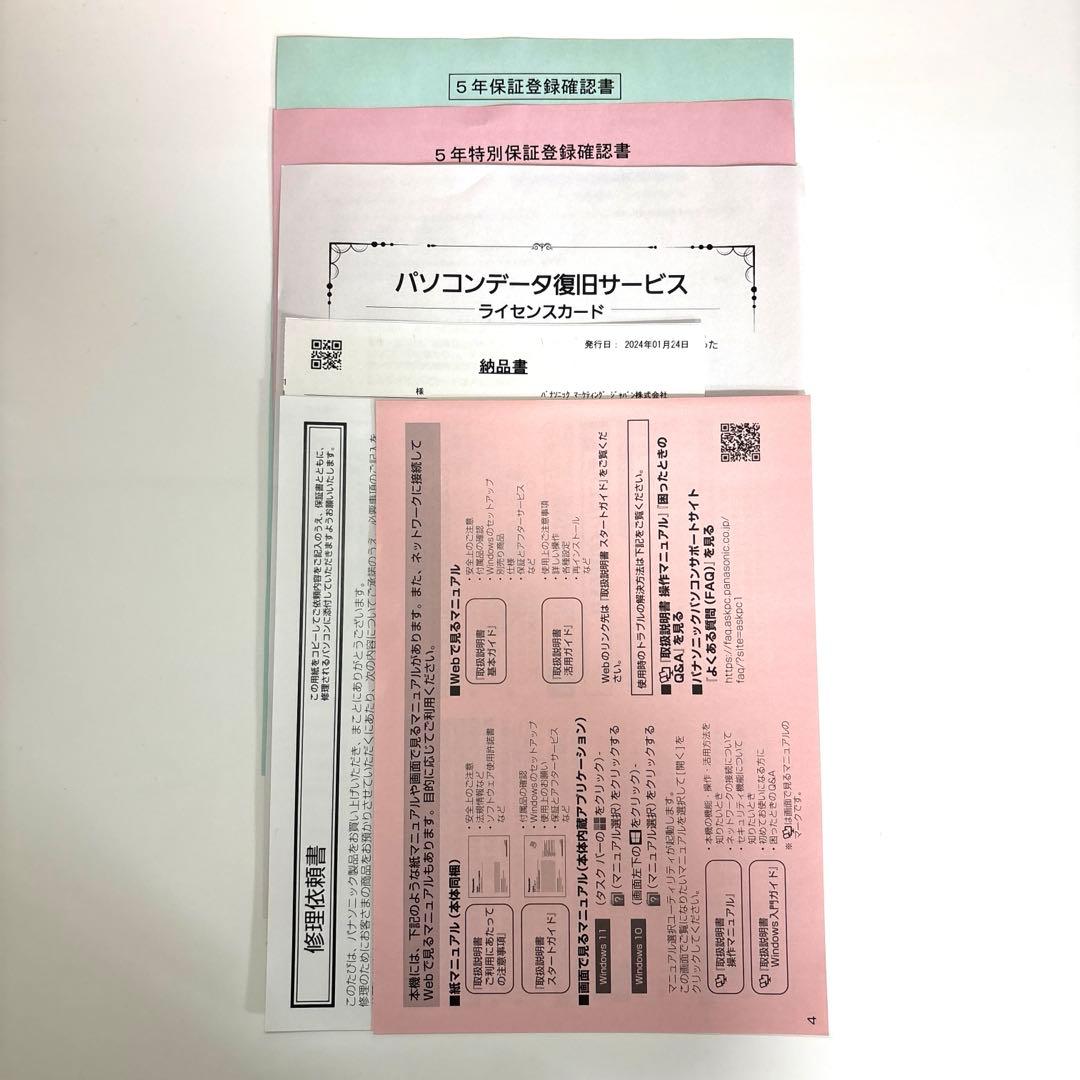 5年保証登録確認書
5年特別保証登録確認書
パソコンデータ復旧サービス
ライセンスカード
発行日: 2024年01月24日
った
納品書
様
パナソニック マーケティング ジャパン株式会社
この用紙をコピーしてご依頼内容をご記入のうえ、保証書とともに、
修理されるパソコンに添付していただきますようお願いいたします。
修理依頼書
このたびは、パナソニック製品をお買い上げいただき、まことにありがとうございます。
修理のためにお客さまの商品をお預かりさせていただくにあたり、次の内容についてご承諾のうえ、必要事項のご記入を
本機には、下記のような紙マニュアルや画面で見るマニュアルがあります。また、ネットワークに接続して
Webで見るマニュアルもあります。目的に応じてご利用ください。
■紙マニュアル(本体同梱)
『取扱説明書
ご利用にあたって
の注意事項』
・安全上のご注意
・法規情報など
・ソフトウェア使用許諾書
など
『取扱説明書
スタートガイド』
・付属品の確認
・Windowsのセットアップ
・使用上のお願い
・保証とアフターサービス
など
■画面で見るマニュアル(本体内蔵アプリケーション)
Windows 11
(タスクバーの をクリック)-
(マニュアル選択)をクリックする
Windows 10
(画面左下の をクリック)-
(マニュアル選択)をクリックする
マニュアル選択ユーティリティが起動します。
この画面でご覧になりたいマニュアルを選択して[開く]を
クリックしてください。
『取扱説明書
操作マニュアル』
・本機の機能・操作・活用方法を
知りたいとき
・ネットワークの接続について
・セキュリティ機能について
知りたいとき
『取扱説明書
Windows入門ガイド』
・初めてお使いになる方に
・困ったときのQ&A
※ は画面で見るマニュアルの
マークです。
■Webで見るマニュアル
『取扱説明書
基本ガイド』
・安全上のご注意
・付属品の確認
・Windowsのセットアップ
・別売り商品
・仕様
・保証とアフターサービス
など
『取扱説明書
活用ガイド』
・使用上のご注意事項
・詳しい操作
・各種設定
・再インストール
など
Webのリンク先は『取扱説明書 スタートガイド』をご覧くだ
さい。
使用時のトラブルの解決方法は下記をご覧ください。
■『取扱説明書 操作マニュアル』『困ったときの
Q&A』を見る
■パナソニックパソコンサポートサイト
『よくある質問(FAQ)』を見る
https://faq.askpc.panasonic.co.jp/
faq/?site=askpc1
4